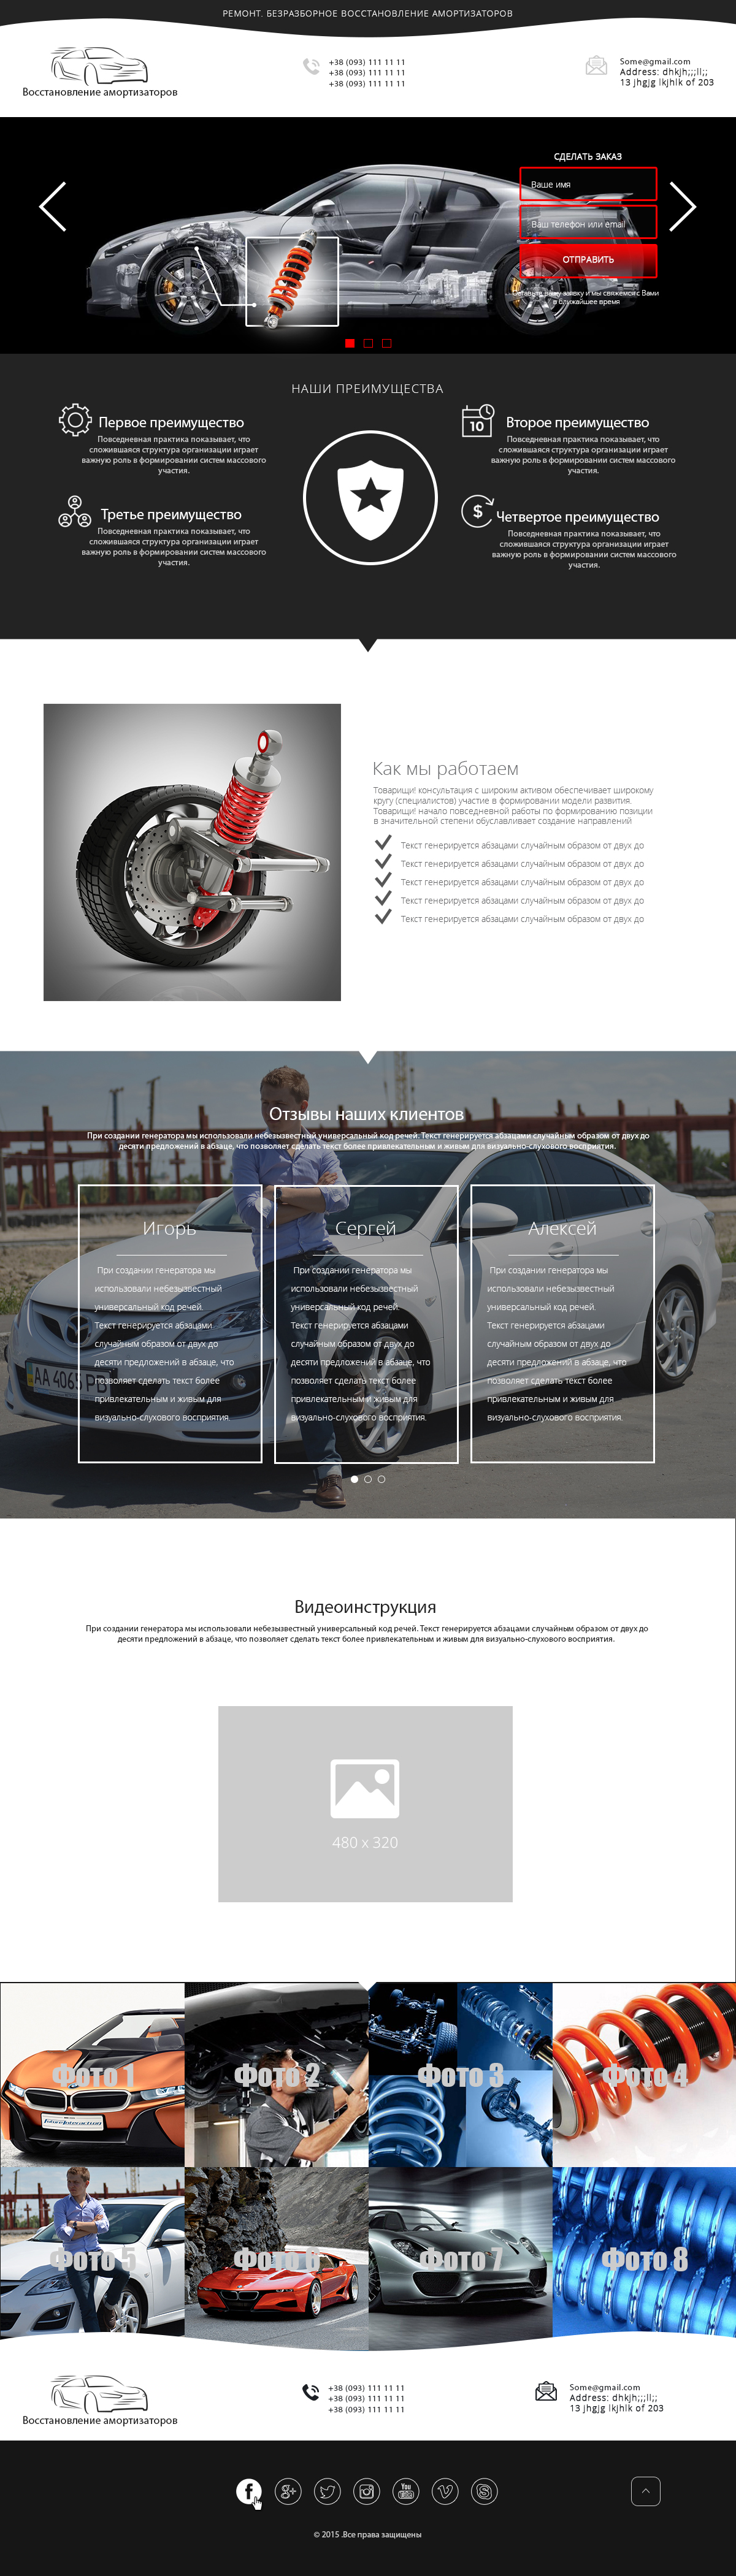 РЕМОНТ. БЕЗРАЗБОРНОЕ ВОССТАНОВЛЕНИЕ АМОРТИЗАТОРОВ
Восстановление амортизаторов
+38 (093) 111 11 11
+38 (093) 111 11 11
+38 (093) 111 11 11
Some@gmail.com
Address: dhkjh;;;ll;;
13 jhgjg lkjhlk of 203
СДЕЛАТЬ ЗАКАЗ
Ваше имя
Ваш телефон или email
ОТПРАВИТЬ
Оставьте вашу заявку и мы свяжемся с Вами
в ближайшее время
НАШИ ПРЕИМУЩЕСТВА
Первое преимущество
Повседневная практика показывает, что
сложившаяся структура организации играет
важную роль в формировании систем массового
участия.
10
Второе преимущество
Повседневная практика показывает, что
сложившаяся структура организации играет
важную роль в формировании систем массового
участия.
Третье преимущество
Повседневная практика показывает, что
сложившаяся структура организации играет
важную роль в формировании систем массового
участия.
$
Четвертое преимущество
Повседневная практика показывает, что
сложившаяся структура организации играет
важную роль в формировании систем массового
участия.
Как мы работаем
Товарищи! консультация с широким активом обеспечивает широкому
кругу (специалистов) участие в формировании модели развития.
Товарищи! начало повседневной работы по формированию позиции
в значительной степени обуславливает создание направлений
Текст генерируется абзацами случайным образом от двух до
Текст генерируется абзацами случайным образом от двух до
Текст генерируется абзацами случайным образом от двух до
Текст генерируется абзацами случайным образом от двух до
Текст генерируется абзацами случайным образом от двух до
Отзывы наших клиентов
При создании генератора мы использовали небезызвестный универсальный код речей. Текст генерируется абзацами случайным образом от двух до
десяти предложений в абзаце, что позволяет сделать текст более привлекательным и живым для визуально-слухового восприятия.
Игорь
При создании генератора мы
использовали небезызвестный
универсальный код речей.
Текст генерируется абзацами
случайным образом от двух до
десяти предложений в абзаце, что
позволяет сделать текст более
привлекательным и живым для
визуально-слухового восприятия.
Сергей
При создании генератора мы
использовали небезызвестный
универсальный код речей.
Текст генерируется абзацами
случайным образом от двух до
десяти предложений в абзаце, что
позволяет сделать текст более
привлекательным и живым для
визуально-слухового восприятия.
Алексей
При создании генератора мы
использовали небезызвестный
универсальный код речей.
Текст генерируется абзацами
случайным образом от двух до
десяти предложений в абзаце, что
позволяет сделать текст более
привлекательным и живым для
визуально-слухового восприятия.
Видеоинструкция
При создании генератора мы использовали небезызвестный универсальный код речей. Текст генерируется абзацами случайным образом от двух до
десяти предложений в абзаце, что позволяет сделать текст более привлекательным и живым для визуально-слухового восприятия.
480 x 320
Фото 1
Фото 2
Фото 3
Фото 4
Фото 5
Фото 6
Фото 7
Фото 8
Восстановление амортизаторов
+38 (093) 111 11 11
+38 (093) 111 11 11
+38 (093) 111 11 11
Some@gmail.com
Address: dhkjh;;;ll;;
13 jhgjg lkjhlk of 203
You Tube
© 2015 .Все права защищены